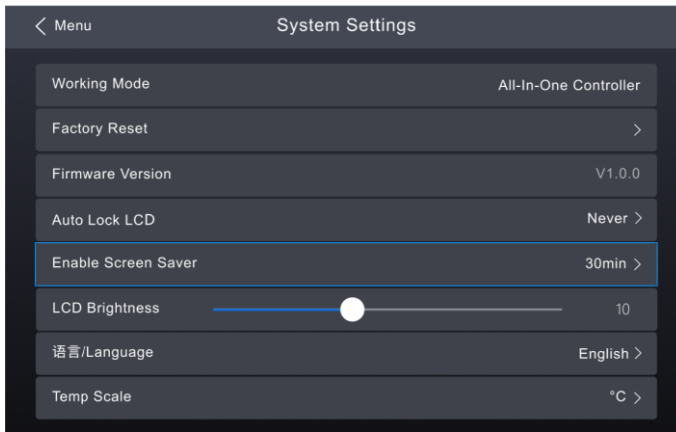 Menu
System Settings
Working Mode All-In-One Controller
Factory Reset
Firmware Version V1.0.0
Auto Lock LCD Never
Enable Screen Saver 30min
LCD Brightness 10
语言/Language English
Temp Scale °C